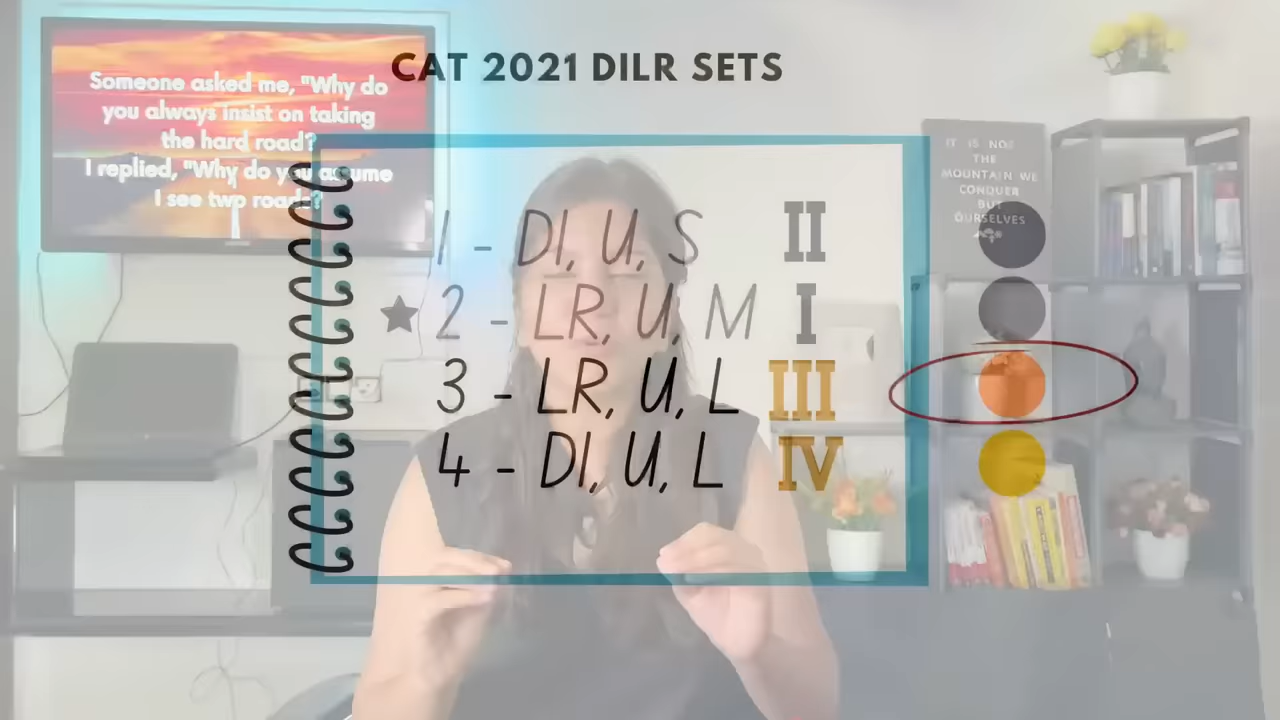 CAT 2021 DILR SETS
Someone asked me, "Why do
you always insist on taking
the hard road?
I replied, "Why do you assume
I see two roads?"
IT IS NOT
THE
MOUNTAIN WE
CONQUER
BUT
OURSELVES
1 - DI, U, S II
★ 2 - LR, U, M I
3 - LR, U, L III
4 - DI, U, L IV